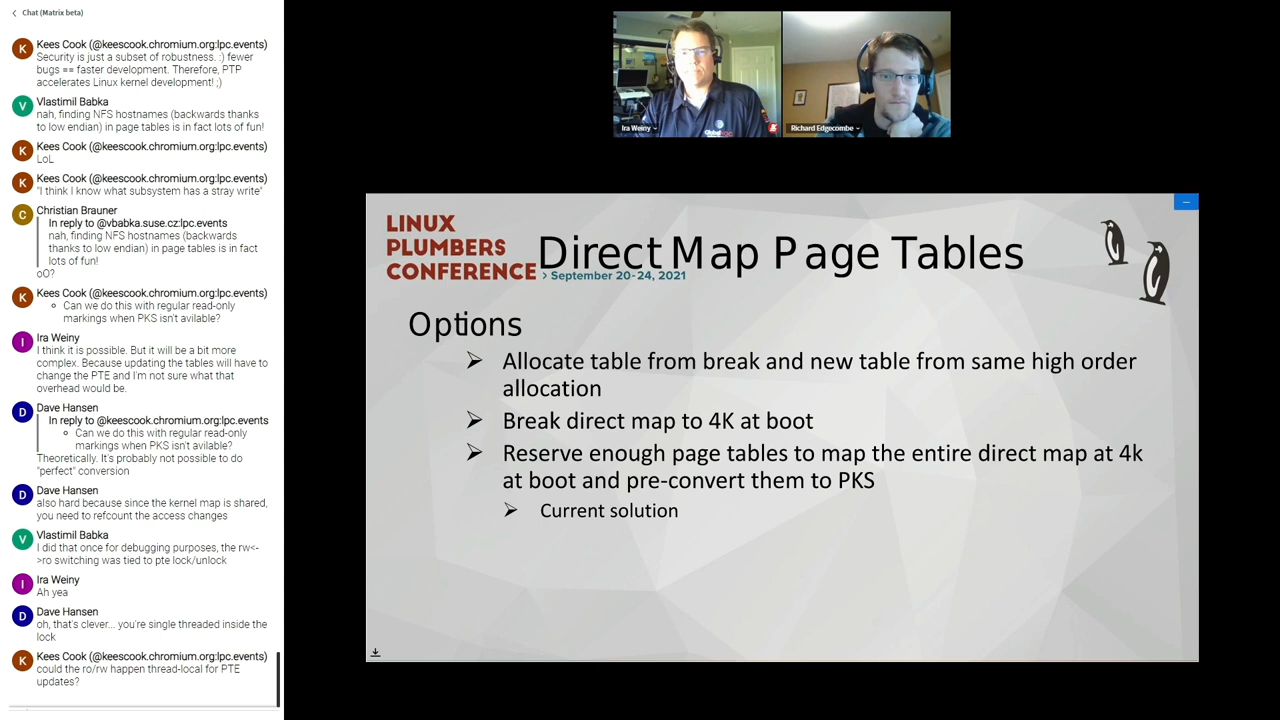 Chat (Matrix beta)
Kees Cook (@keescook.chromium.org:lpc.events)
Security is just a subset of robustness. :) fewer
bugs == faster development. Therefore, PTP
accelerates Linux kernel development! ;)
Vlastimil Babka
nah, finding NFS hostnames (backwards thanks
to low endian) in page tables is in fact lots of fun!
Kees Cook (@keescook.chromium.org:lpc.events)
LoL
Kees Cook (@keescook.chromium.org:lpc.events)
"I think I know what subsystem has a stray write"
Christian Brauner
In reply to @vbabka.suse.cz:lpc.events
nah, finding NFS hostnames (backwards
thanks to low endian) in page tables is in fact
lots of fun!
oO?
Kees Cook (@keescook.chromium.org:lpc.events)
Can we do this with regular read-only
markings when PKS isn't avilable?
Ira Weiny
I think it is possible. But it will be a bit more
complex. Because updating the tables will have to
change the PTE and I'm not sure what that
overhead would be.
Dave Hansen
In reply to @keescook.chromium.org:lpc.events
Can we do this with regular read-only
markings when PKS isn't avilable?
Theoretically. It's probably not possible to do
"perfect" conversion
Dave Hansen
also hard because since the kernel map is shared,
you need to refcount the access changes
Vlastimil Babka
I did that once for debugging purposes, the rw<-
>ro switching was tied to pte lock/unlock
Ira Weiny
Ah yea
Dave Hansen
oh, that's clever... you're single threaded inside the
lock
Kees Cook (@keescook.chromium.org:lpc.events)
could the ro/rw happen thread-local for PTE
updates?
Ira Weiny
Richard Edgecombe
LINUX
PLUMBERS
CONFERENCE
> September 20-24, 2021
Direct Map Page Tables
Options
Allocate table from break and new table from same high order
allocation
Break direct map to 4K at boot
Reserve enough page tables to map the entire direct map at 4k
at boot and pre-convert them to PKS
Current solution